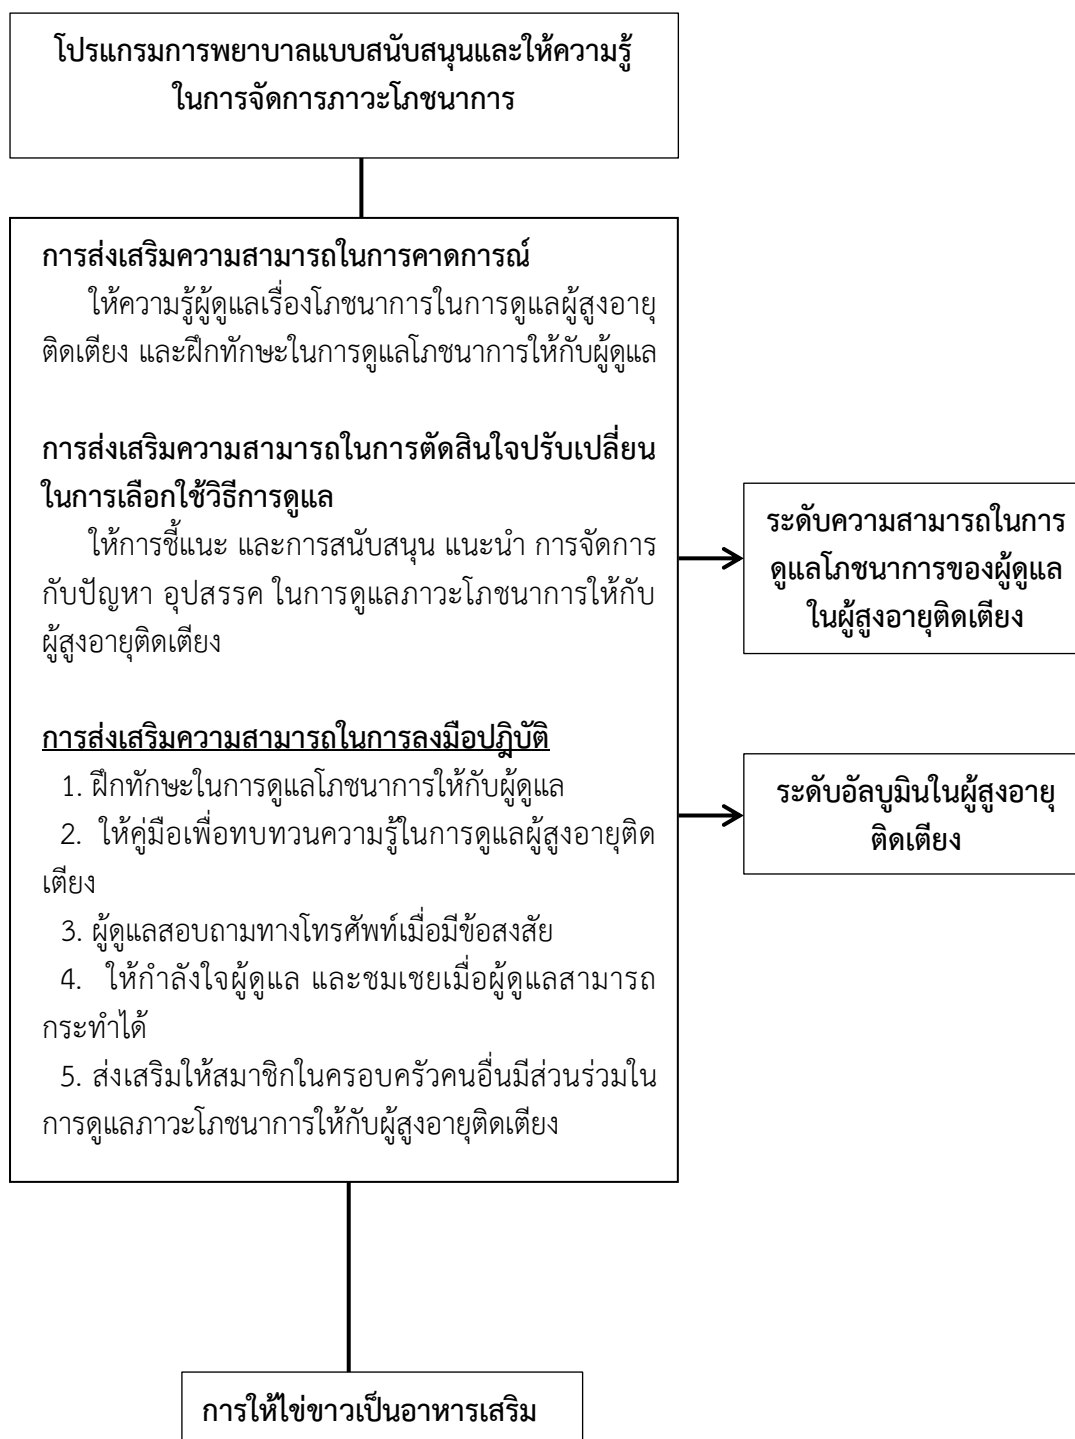 โปรแกรมการพยาบาลแบบสนับสนุนและให้ความรู้
ในการจัดการภาวะโภชนาการ
การส่งเสริมความสามารถในการคาดการณ์
ให้ความรู้ผู้ดูแลเรื่องโภชนาการในการดูแลผู้สูงอายุ
ติดเตียง และฝึกทักษะในการดูแลโภชนาการให้กับผู้ดูแล
การส่งเสริมความสามารถในการตัดสินใจปรับเปลี่ยน
ในการเลือกใช้วิธีการดูแล
ให้การชี้แนะ และการสนับสนุน แนะนำ การจัดการ
กับปัญหา อุปสรรค ในการดูแลภาวะโภชนาการให้กับ
ผู้สูงอายุติดเตียง
การส่งเสริมความสามารถในการลงมือปฎิบัติ
1. ฝึกทักษะในการดูแลโภชนาการให้กับผู้ดูแล
2. ให้คู่มือเพื่อทบทวนความรู้ในการดูแลผู้สูงอายุติด
เตียง
3. ผู้ดูแลสอบถามทางโทรศัพท์เมื่อมีข้อสงสัย
4. ให้กำลังใจผู้ดูแล และชมเชยเมื่อผู้ดูแลสามารถ
กระทำได้
5. ส่งเสริมให้สมาชิกในครอบครัวคนอื่นมีส่วนร่วมใน
การดูแลภาวะโภชนาการให้กับผู้สูงอายุติดเตียง
ระดับความสามารถในการ
ดูแลโภชนาการของผู้ดูแล
ในผู้สูงอายุติดเตียง
ระดับอัลบูมินในผู้สูงอายุ
ติดเตียง
การให้ไข่ขาวเป็นอาหารเสริม